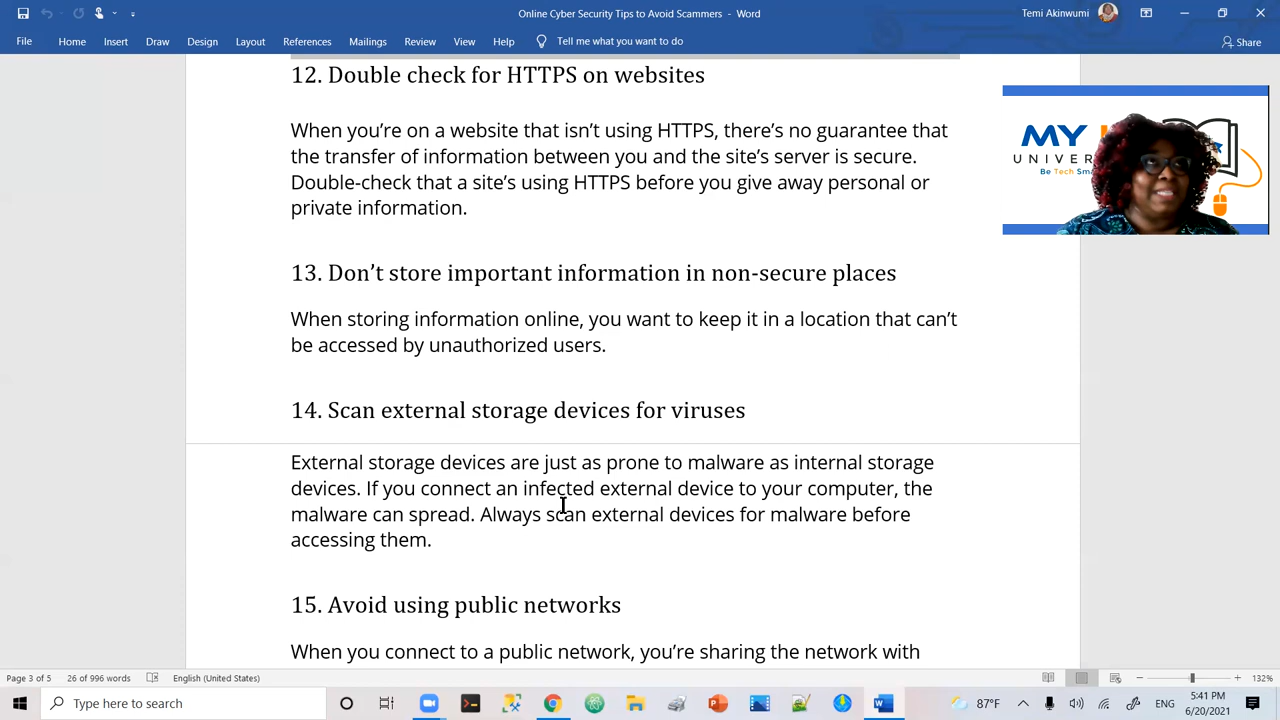 Online Cyber Security Tips to Avoid Scammers - Word
Temi Akinwumi
File Home Insert Draw Design Layout References Mailings Review View Help Tell me what you want to do
Share
12. Double check for HTTPS on websites
When you’re on a website that isn’t using HTTPS, there’s no guarantee that
the transfer of information between you and the site’s server is secure.
Double-check that a site’s using HTTPS before you give away personal or
private information.
13. Don’t store important information in non-secure places
When storing information online, you want to keep it in a location that can’t
be accessed by unauthorized users.
14. Scan external storage devices for viruses
External storage devices are just as prone to malware as internal storage
devices. If you connect an infected external device to your computer, the
malware can spread. Always scan external devices for malware before
accessing them.
15. Avoid using public networks
When you connect to a public network, you’re sharing the network with
MY
UNIVER
Be Tech Sma
Page 3 of 5 26 of 996 words English (United States) 132%
Type here to search
87°F ENG
5:41 PM
6/20/2021